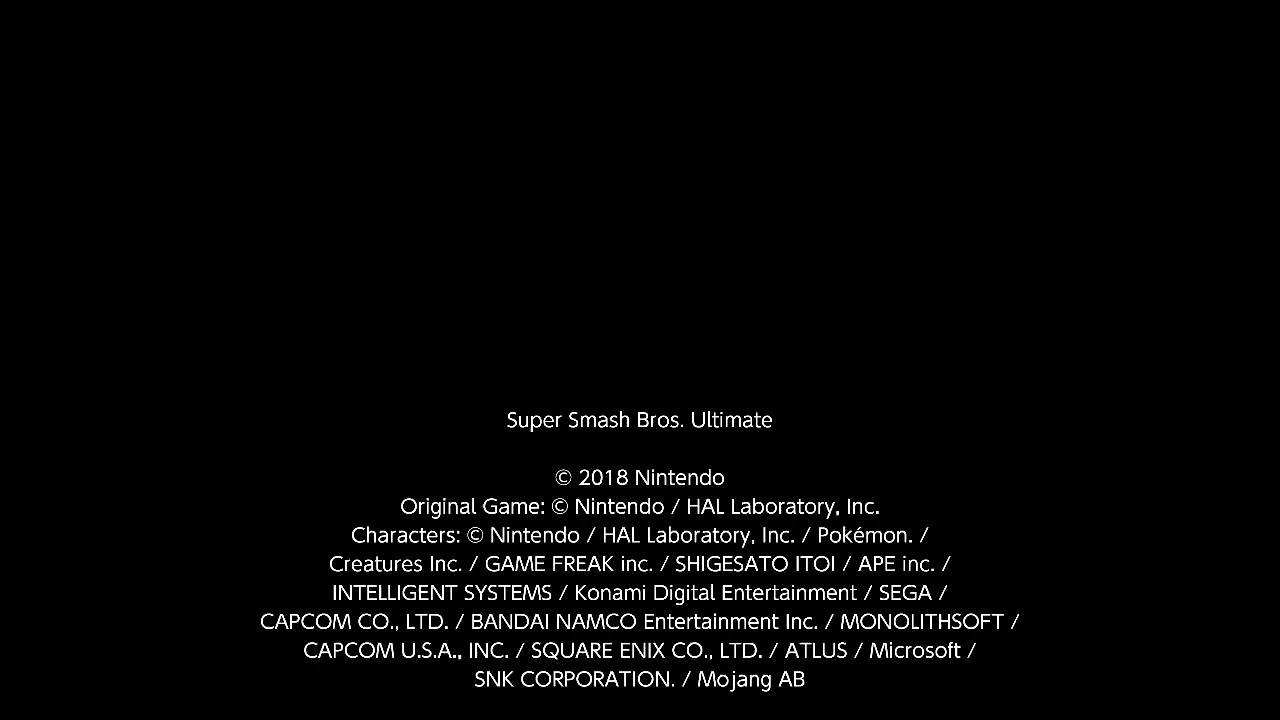 Super Smash Bros. Ultimate
© 2018 Nintendo
Original Game: © Nintendo / HAL Laboratory, Inc.
Characters: © Nintendo / HAL Laboratory, Inc. / Pokémon. /
Creatures Inc. / GAME FREAK inc. / SHIGESATO ITOI / APE inc. /
INTELLIGENT SYSTEMS / Konami Digital Entertainment / SEGA /
CAPCOM CO., LTD. / BANDAI NAMCO Entertainment Inc. / MONOLITHSOFT /
CAPCOM U.S.A., INC. / SQUARE ENIX CO., LTD. / ATLUS / Microsoft /
SNK CORPORATION. / Mojang AB